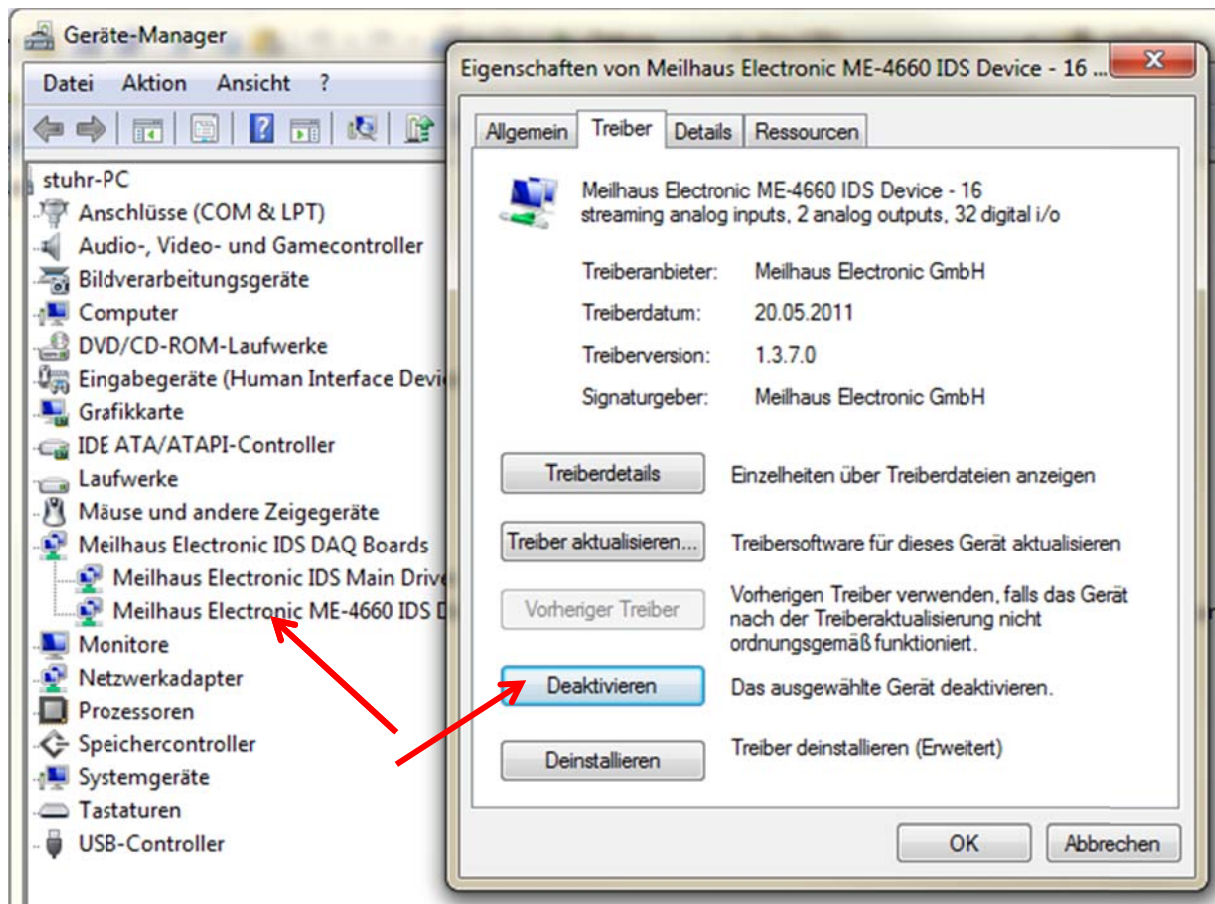 Geräte-Manager
Datei Aktion Ansicht ?
stuhr-PC
Anschlüsse (COM & LPT)
Audio-, Video- und Gamecontroller
Bildverarbeitungsgeräte
Computer
DVD/CD-ROM-Laufwerke
Eingabegeräte (Human Interface Devi
Grafikkarte
IDE ATA/ATAPI-Controller
Laufwerke
Mäuse und andere Zeigegeräte
Meilhaus Electronic IDS DAQ Boards
Meilhaus Electronic IDS Main Drive
Meilhaus Electronic ME-4660 IDS D
Monitore
Netzwerkadapter
Prozessoren
Speichercontroller
Systemgeräte
Tastaturen
USB-Controller
Eigenschaften von Meilhaus Electronic ME-4660 IDS Device - 16 ...
Allgemein Treiber Details Ressourcen
Meilhaus Electronic ME-4660 IDS Device - 16
streaming analog inputs, 2 analog outputs, 32 digital i/o
Treiberanbieter: Meilhaus Electronic GmbH
Treiberdatum: 20.05.2011
Treiberversion: 1.3.7.0
Signaturgeber: Meilhaus Electronic GmbH
Treiberdetails Einzelheiten über Treiberdateien anzeigen
Treiber aktualisieren... Treibersoftware für dieses Gerät aktualisieren
Vorheriger Treiber Vorherigen Treiber verwenden, falls das Gerät
nach der Treiberaktualisierung nicht
ordnungsgemäß funktioniert.
Deaktivieren Das ausgewählte Gerät deaktivieren.
Deinstallieren Treiber deinstallieren (Erweitert)
OK Abbrechen